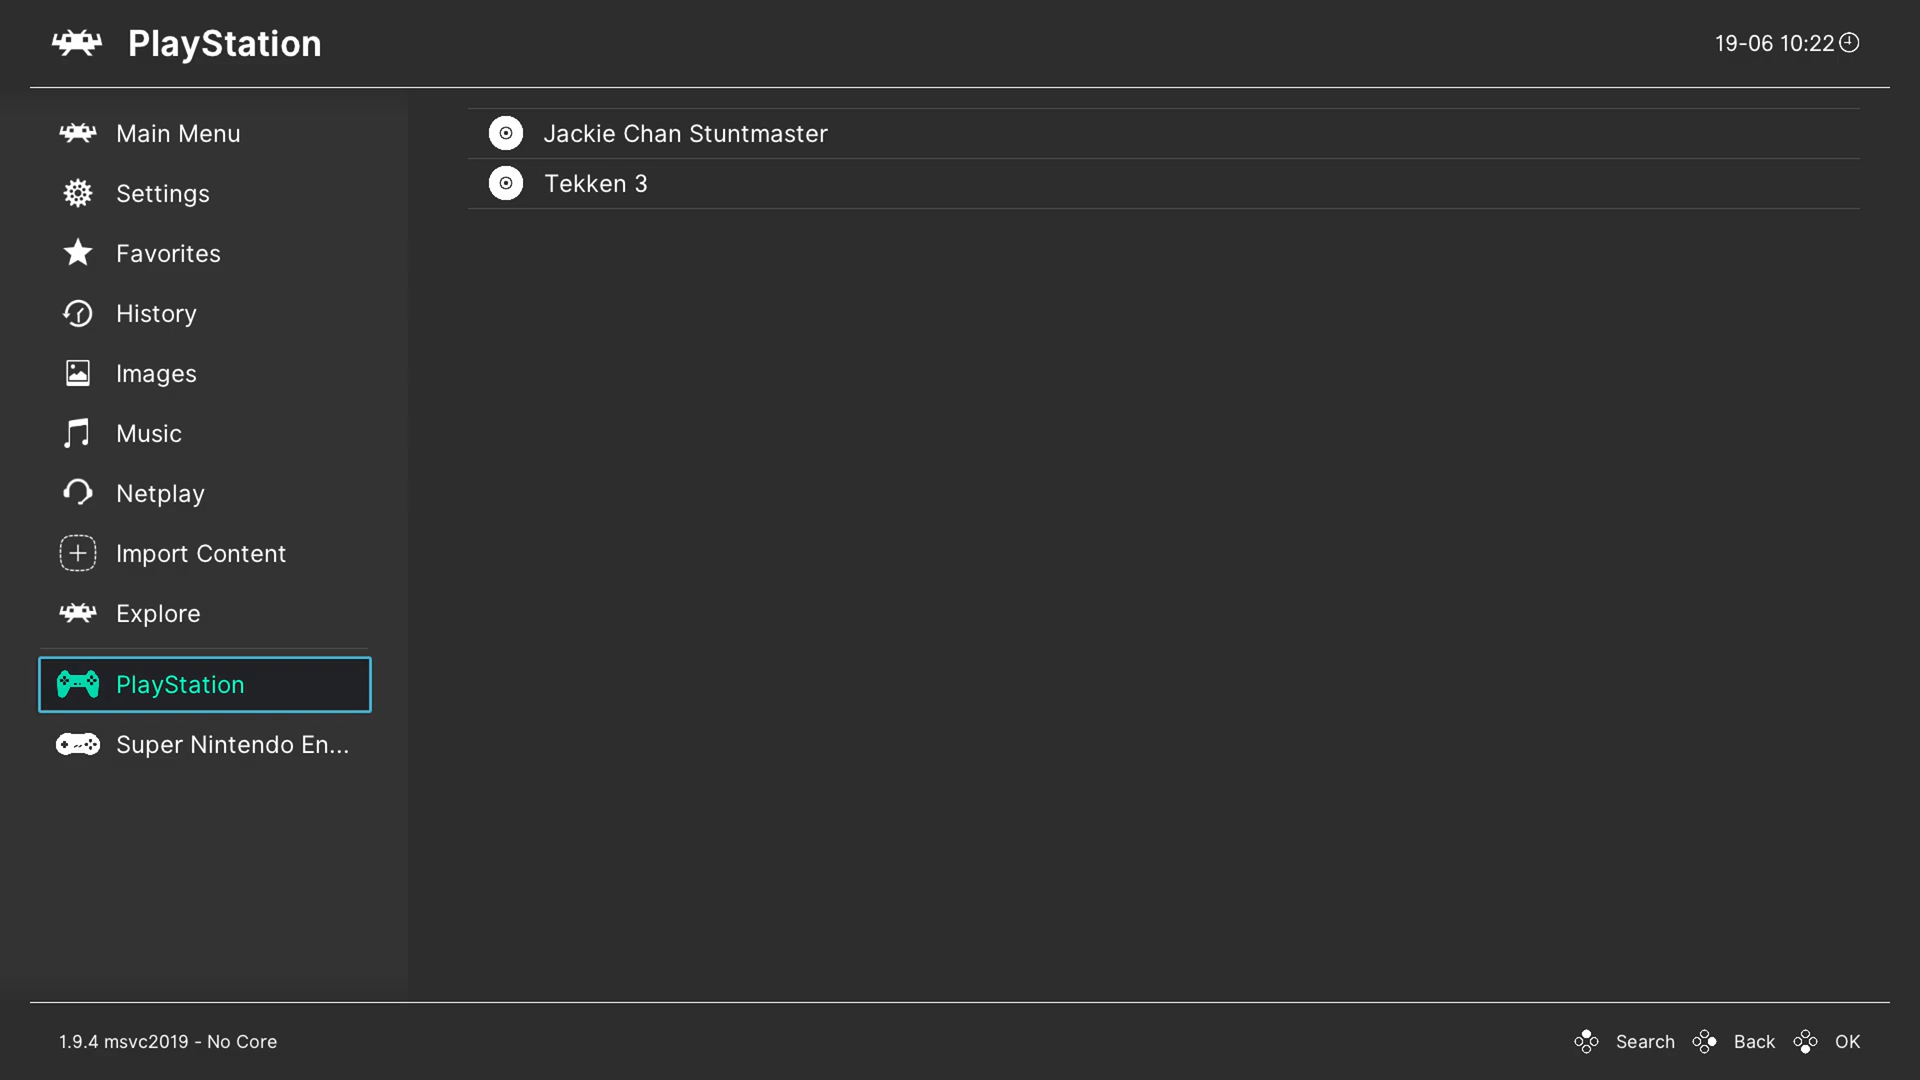 PlayStation
19-06 10:22
Main Menu
Settings
Favorites
History
Images
Music
Netplay
Import Content
Explore
PlayStation
Super Nintendo En...
Jackie Chan Stuntmaster
Tekken 3
1.9.4 msvc2019 - No Core
Search Back OK